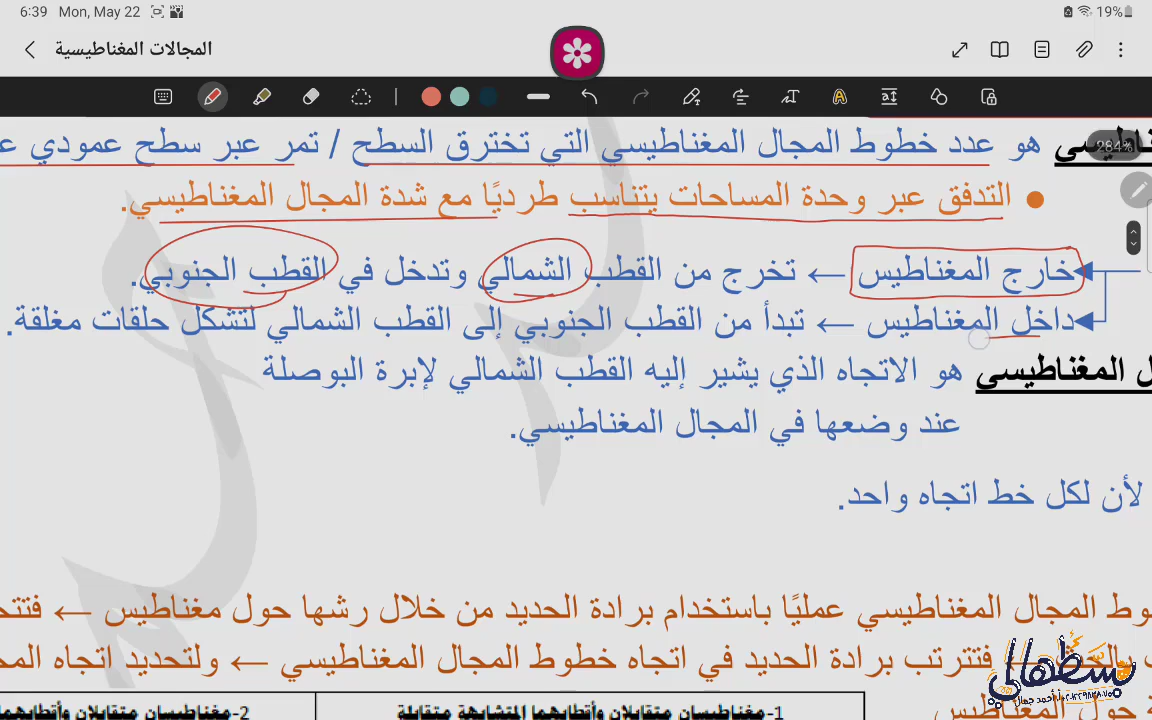 6:39 Mon, May 22
19%
المجالات المغناطيسية
284%
هو عدد خطوط المجال المغناطيسي التي تخترق السطح / تمر عبر سطح عمودي
التدفق عبر وحدة المساحات يتناسب طرديًا مع شدة المجال المغناطيسي.
خارج المغناطيس ← تخرج من القطب الشمالي وتدخل في القطب الجنوبي.
داخل المغناطيس ← تبدأ من القطب الجنوبي إلى القطب الشمالي لتشكل حلقات مغلقة.
المغناطيسي هو الاتجاه الذي يشير إليه القطب الشمالي لإبرة البوصلة
عند وضعها في المجال المغناطيسي.
لأن لكل خط اتجاه واحد.
المجال المغناطيسي عمليًا باستخدام برادة الحديد من خلال رشها حول مغناطيس ←
بالحث ← فتترتب برادة الحديد في اتجاه خطوط المجال المغناطيسي ← ولتحديد اتجاه
حول المغناطيس
1- مغناطيسان متقابلان وأقطابهما المتشابهة متقابلة
2- مغناطيسان متقابلان وأقطابهما
بسطهالي